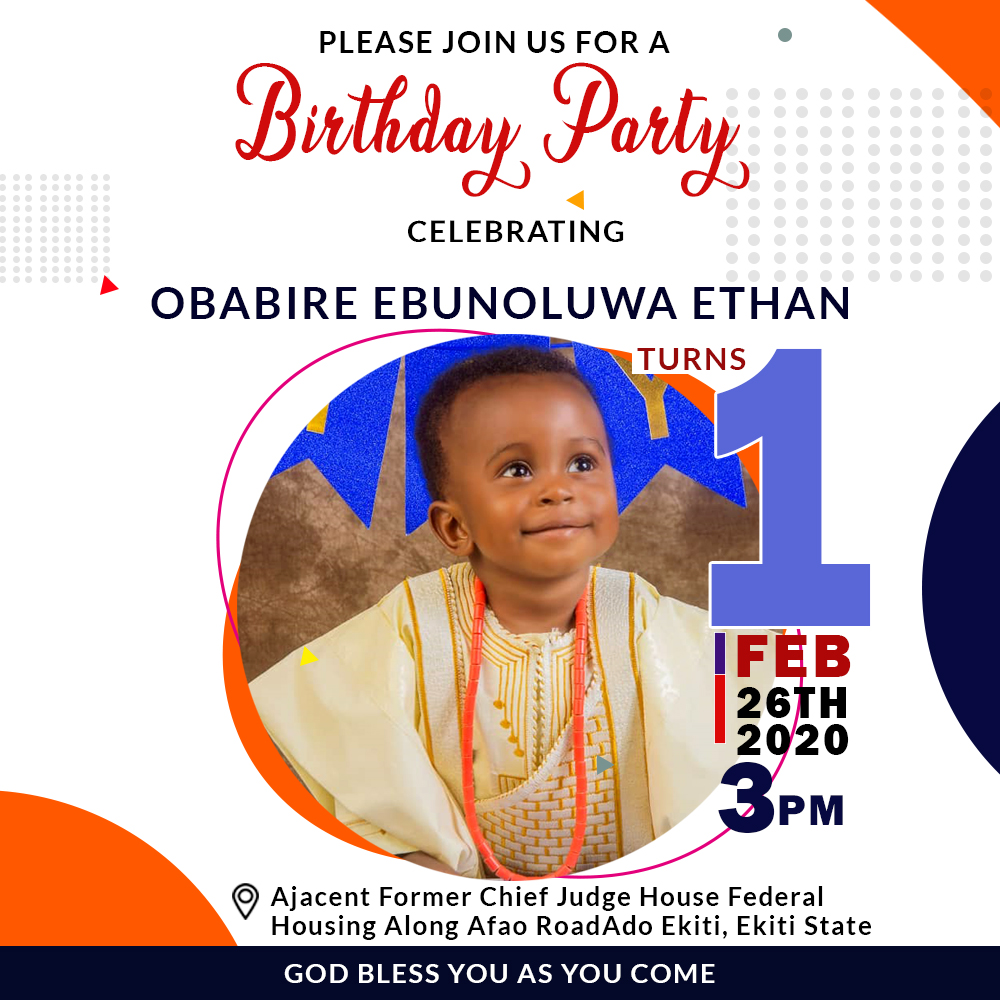 PLEASE JOIN US FOR A
Birthday Party
CELEBRATING
OBABIRE EBUNOLUWA ETHAN
TURNS
1
FEB
26TH
2020
3PM
Ajacent Former Chief Judge House Federal
Housing Along Afao RoadAdo Ekiti, Ekiti State
GOD BLESS YOU AS YOU COME